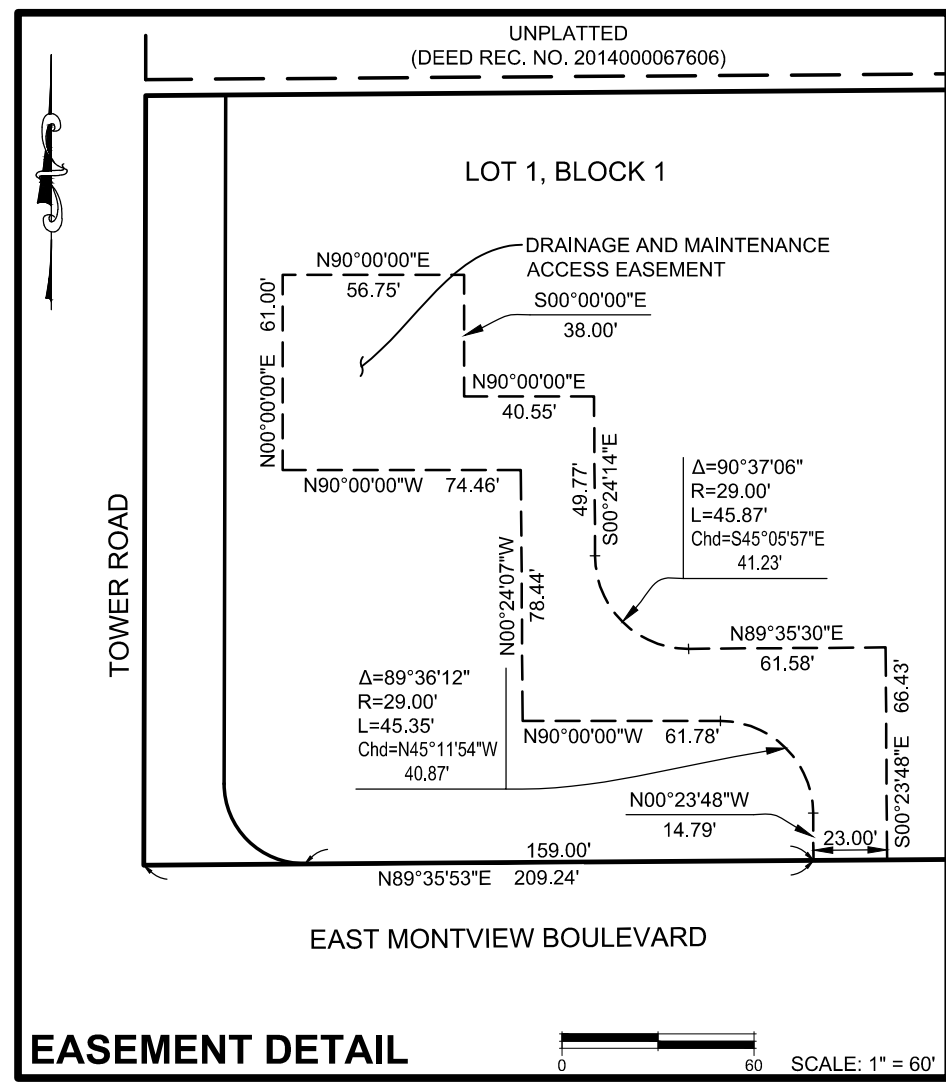 UNPLATTED
(DEED REC. NO. 2014000067606)
LOT 1, BLOCK 1
DRAINAGE AND MAINTENANCE
ACCESS EASEMENT
N90°00'00"E
56.75'
S00°00'00"E
38.00'
N00°00'00"E 61.00'
N90°00'00"E
40.55'
N90°00'00"W 74.46'
49.77'
S00°24'14"E
Δ=90°37'06"
R=29.00'
L=45.87'
Chd=S45°05'57"E
41.23'
TOWER ROAD
N00°24'07"W
78.44'
N89°35'30"E
61.58'
Δ=89°36'12"
R=29.00'
L=45.35'
Chd=N45°11'54"W
40.87'
N90°00'00"W 61.78'
S00°23'48"E 66.43'
N00°23'48"W
14.79'
23.00'
159.00'
N89°35'53"E 209.24'
EAST MONTVIEW BOULEVARD
EASEMENT DETAIL
0 60
SCALE: 1" = 60'